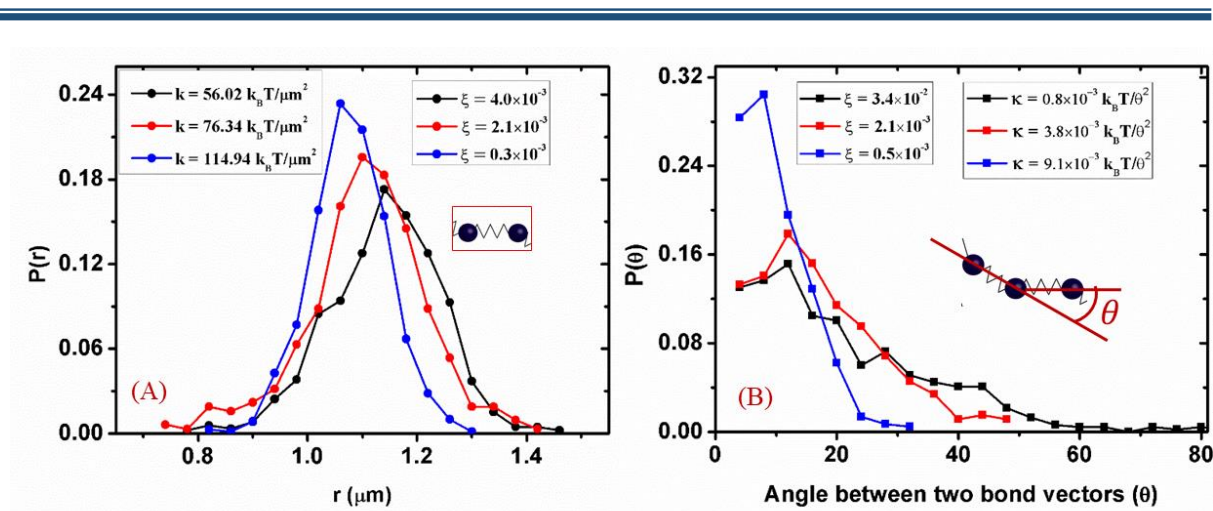 0.24
0.18
0.12
0.06
0.00
P(r)
k = 56.02 k_BT/μm²
k = 76.34 k_BT/μm²
k = 114.94 k_BT/μm²
ξ = 4.0×10⁻³
ξ = 2.1×10⁻³
ξ = 0.3×10⁻³
(A)
0.8 1.0 1.2 1.4
r (μm)
0.32
0.24
0.16
0.08
0.00
P(θ)
ξ = 3.4×10⁻²
ξ = 2.1×10⁻³
ξ = 0.5×10⁻³
κ = 0.8×10⁻³ k_BT/θ²
κ = 3.8×10⁻³ k_BT/θ²
κ = 9.1×10⁻³ k_BT/θ²
θ
(B)
0 20 40 60 80
Angle between two bond vectors (θ)